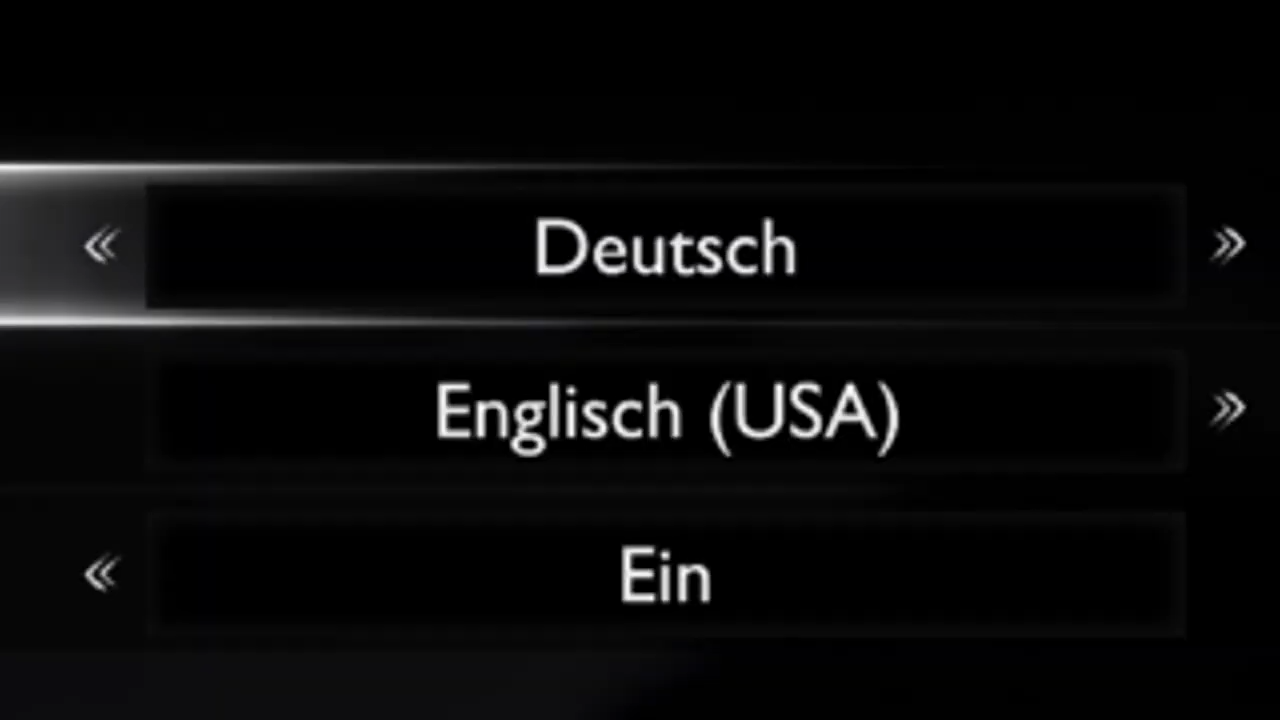 « Deutsch »
Englisch (USA) »
« Ein